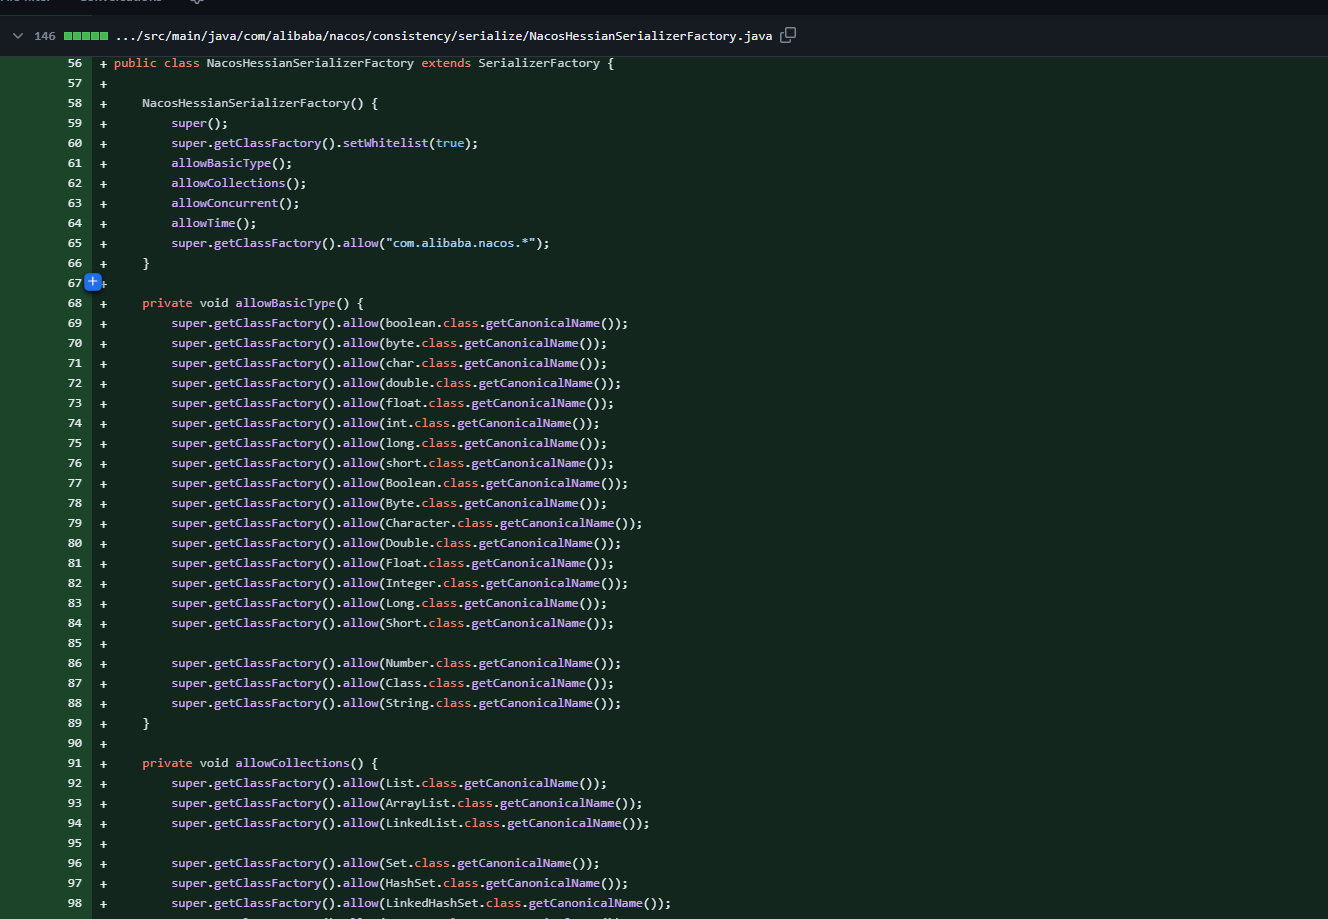 146 .../src/main/java/com/alibaba/nacos/consistency/serialize/NacosHessianSerializerFactory.java
56 + public class NacosHessianSerializerFactory extends SerializerFactory {
57 +
58 +     NacosHessianSerializerFactory() {
59 +         super();
60 +         super.getClassFactory().setWhitelist(true);
61 +         allowBasicType();
62 +         allowCollections();
63 +         allowConcurrent();
64 +         allowTime();
65 +         super.getClassFactory().allow("com.alibaba.nacos.*");
66 +     }
67 + +
68 +     private void allowBasicType() {
69 +         super.getClassFactory().allow(boolean.class.getCanonicalName());
70 +         super.getClassFactory().allow(byte.class.getCanonicalName());
71 +         super.getClassFactory().allow(char.class.getCanonicalName());
72 +         super.getClassFactory().allow(double.class.getCanonicalName());
73 +         super.getClassFactory().allow(float.class.getCanonicalName());
74 +         super.getClassFactory().allow(int.class.getCanonicalName());
75 +         super.getClassFactory().allow(long.class.getCanonicalName());
76 +         super.getClassFactory().allow(short.class.getCanonicalName());
77 +         super.getClassFactory().allow(Boolean.class.getCanonicalName());
78 +         super.getClassFactory().allow(Byte.class.getCanonicalName());
79 +         super.getClassFactory().allow(Character.class.getCanonicalName());
80 +         super.getClassFactory().allow(Double.class.getCanonicalName());
81 +         super.getClassFactory().allow(Float.class.getCanonicalName());
82 +         super.getClassFactory().allow(Integer.class.getCanonicalName());
83 +         super.getClassFactory().allow(Long.class.getCanonicalName());
84 +         super.getClassFactory().allow(Short.class.getCanonicalName());
85 +
86 +         super.getClassFactory().allow(Number.class.getCanonicalName());
87 +         super.getClassFactory().allow(Class.class.getCanonicalName());
88 +         super.getClassFactory().allow(String.class.getCanonicalName());
89 +     }
90 +
91 +     private void allowCollections() {
92 +         super.getClassFactory().allow(List.class.getCanonicalName());
93 +         super.getClassFactory().allow(ArrayList.class.getCanonicalName());
94 +         super.getClassFactory().allow(LinkedList.class.getCanonicalName());
95 +
96 +         super.getClassFactory().allow(Set.class.getCanonicalName());
97 +         super.getClassFactory().allow(HashSet.class.getCanonicalName());
98 +         super.getClassFactory().allow(LinkedHashSet.class.getCanonicalName());